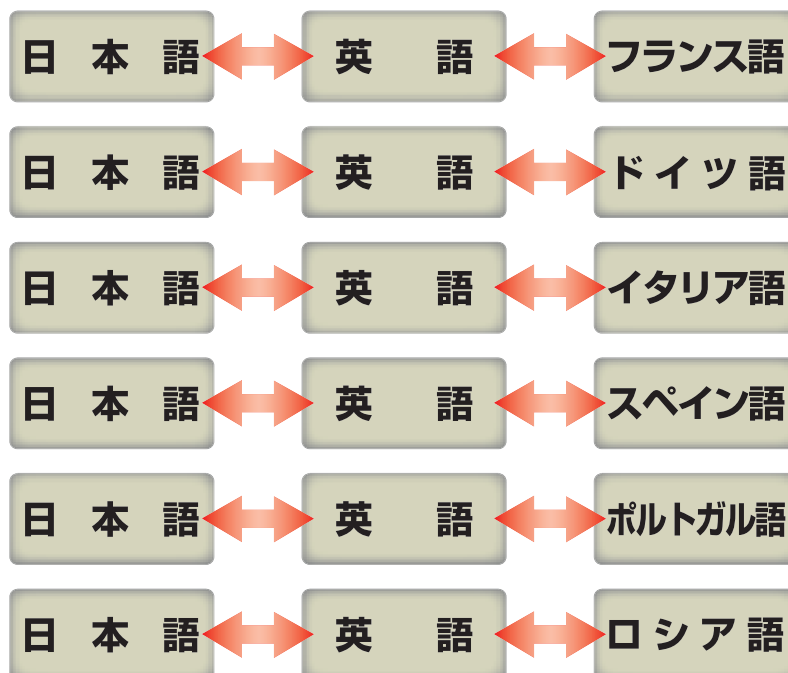 日本語 英語 フランス語
日本語 英語 ドイツ語
日本語 英語 イタリア語
日本語 英語 スペイン語
日本語 英語 ポルトガル語
日本語 英語 ロシア語